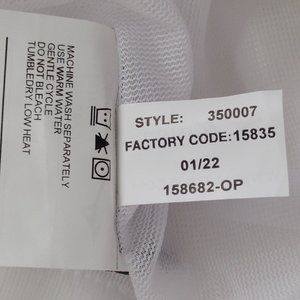 MACHINE WASH SEPARATELY
USE WARM WATER
GENTLE CYCLE
DO NOT BLEACH
TUMBLEDRY LOW HEAT
STYLE: 350007
FACTORY CODE:15835
01/22
158682-OP